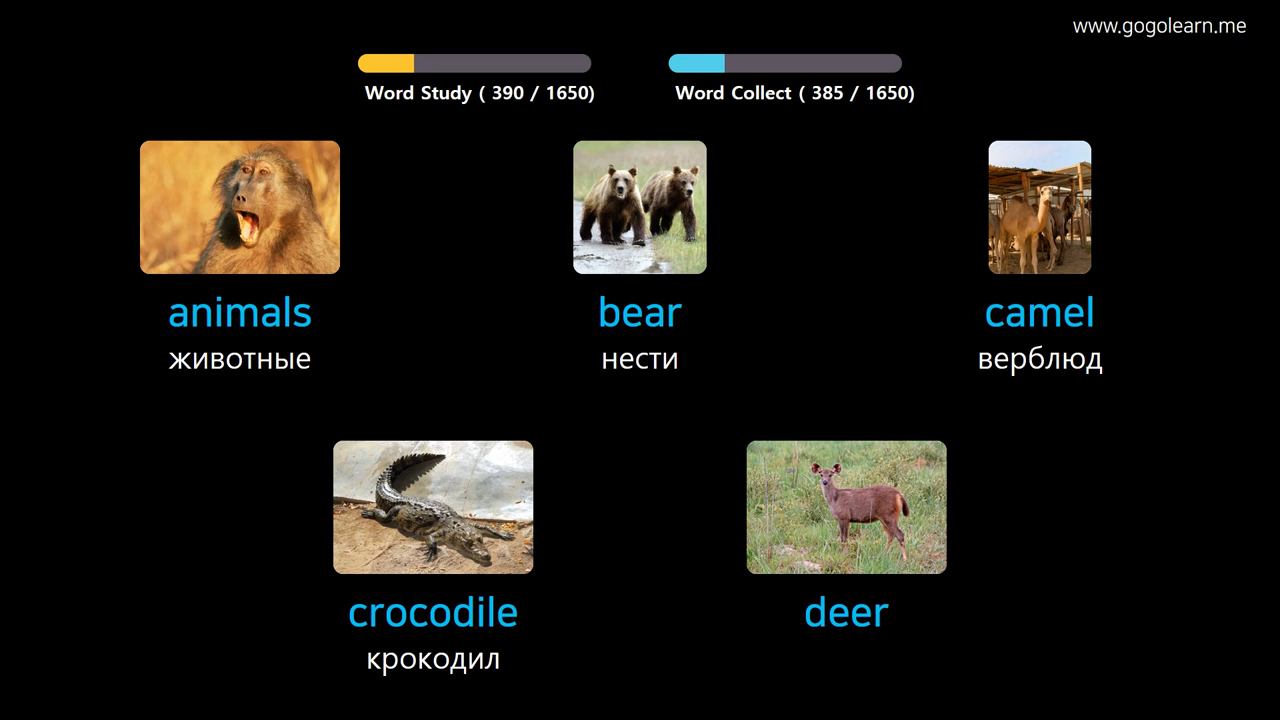 www.gogolearn.me
Word Study ( 390 / 1650)
Word Collect ( 385 / 1650)
animals
животные
bear
нести
camel
верблюд
crocodile
крокодил
deer